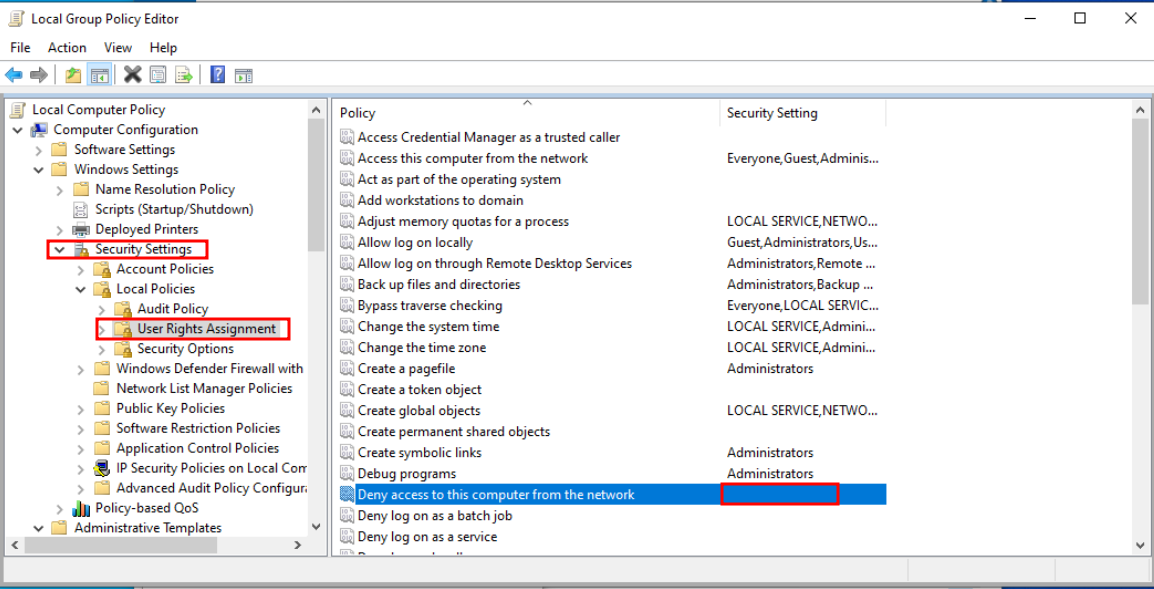 Local Group Policy Editor
File Action View Help
Local Computer Policy
Computer Configuration
Software Settings
Windows Settings
Name Resolution Policy
Scripts (Startup/Shutdown)
Deployed Printers
Security Settings
Account Policies
Local Policies
Audit Policy
User Rights Assignment
Security Options
Windows Defender Firewall with
Network List Manager Policies
Public Key Policies
Software Restriction Policies
Application Control Policies
IP Security Policies on Local Com
Advanced Audit Policy Configura
Policy-based QoS
Administrative Templates
Policy Security Setting
Access Credential Manager as a trusted caller
Access this computer from the network Everyone,Guest,Adminis...
Act as part of the operating system
Add workstations to domain
Adjust memory quotas for a process LOCAL SERVICE,NETWO...
Allow log on locally Guest,Administrators,Us...
Allow log on through Remote Desktop Services Administrators,Remote ...
Back up files and directories Administrators,Backup ...
Bypass traverse checking Everyone,LOCAL SERVIC...
Change the system time LOCAL SERVICE,Admini...
Change the time zone LOCAL SERVICE,Admini...
Create a pagefile Administrators
Create a token object
Create global objects LOCAL SERVICE,NETWO...
Create permanent shared objects
Create symbolic links Administrators
Debug programs Administrators
Deny access to this computer from the network
Deny log on as a batch job
Deny log on as a service